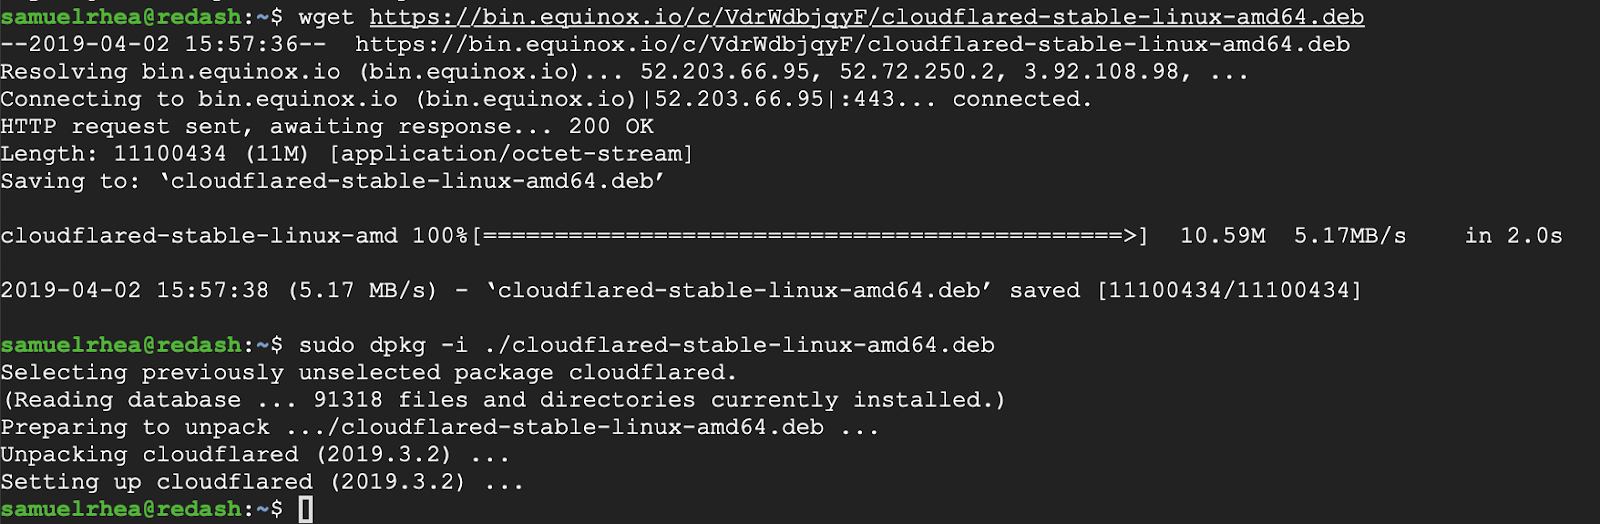 samuelrhea@redash:~$ wget https://bin.equinox.io/c/VdrWdbjqyF/cloudflared-stable-linux-amd64.deb
--2019-04-02 15:57:36--  https://bin.equinox.io/c/VdrWdbjqyF/cloudflared-stable-linux-amd64.deb
Resolving bin.equinox.io (bin.equinox.io)... 52.203.66.95, 52.72.250.2, 3.92.108.98, ...
Connecting to bin.equinox.io (bin.equinox.io)|52.203.66.95|:443... connected.
HTTP request sent, awaiting response... 200 OK
Length: 11100434 (11M) [application/octet-stream]
Saving to: ‘cloudflared-stable-linux-amd64.deb’
cloudflared-stable-linux-amd 100%[=============================================>]  10.59M  5.17MB/s    in 2.0s
2019-04-02 15:57:38 (5.17 MB/s) - ‘cloudflared-stable-linux-amd64.deb’ saved [11100434/11100434]
samuelrhea@redash:~$ sudo dpkg -i ./cloudflared-stable-linux-amd64.deb
Selecting previously unselected package cloudflared.
(Reading database ... 91318 files and directories currently installed.)
Preparing to unpack .../cloudflared-stable-linux-amd64.deb ...
Unpacking cloudflared (2019.3.2) ...
Setting up cloudflared (2019.3.2) ...
samuelrhea@redash:~$